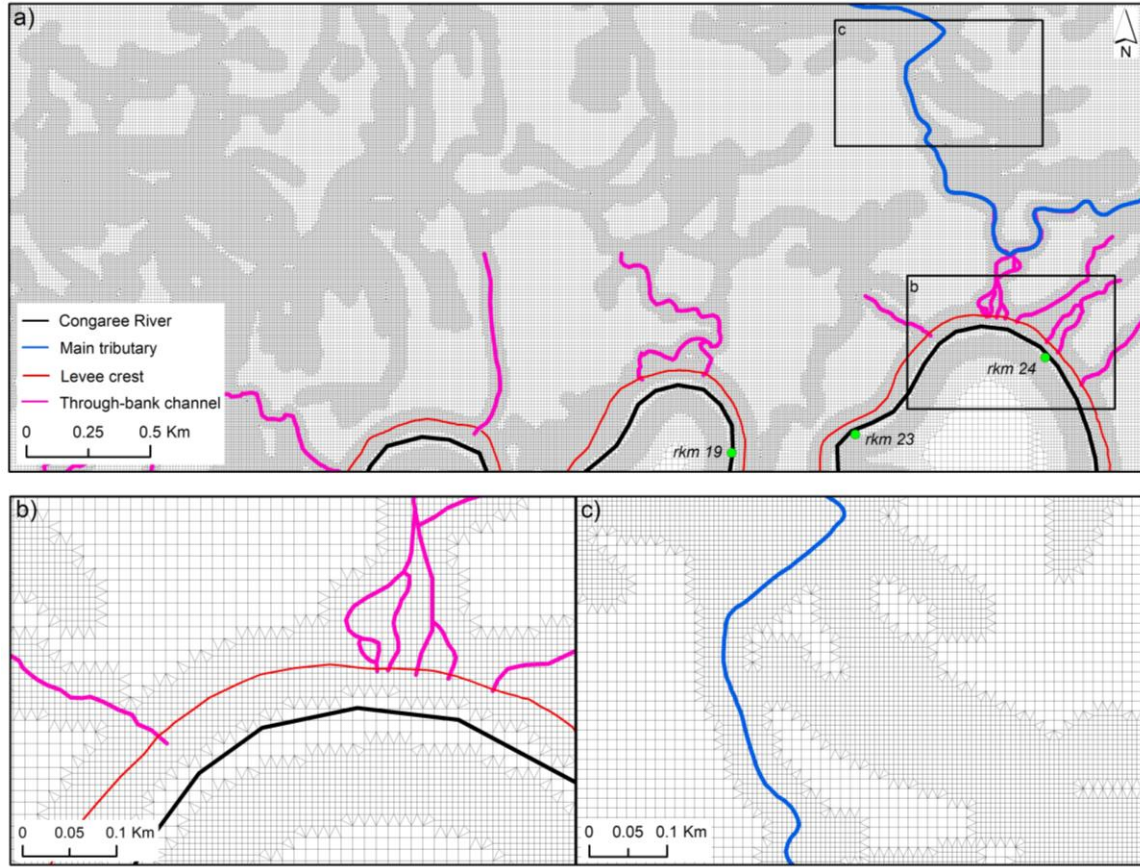 a)
c
N
b
Congaree River
Main tributary
Levee crest
Through-bank channel
0 0.25 0.5 Km
rkm 19
rkm 23
rkm 24
b)
0 0.05 0.1 Km
c)
0 0.05 0.1 Km